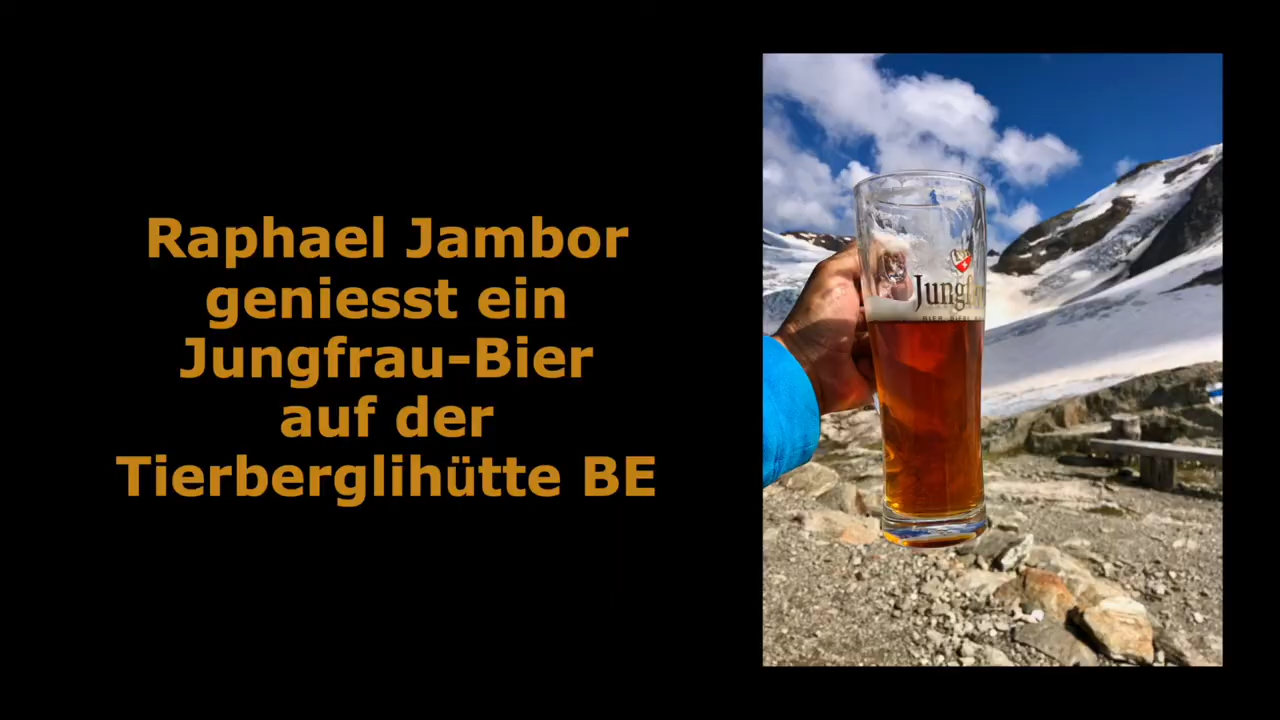 Raphael Jambor
geniesst ein
Jungfrau-Bier
auf der
Tierberglihütte BE